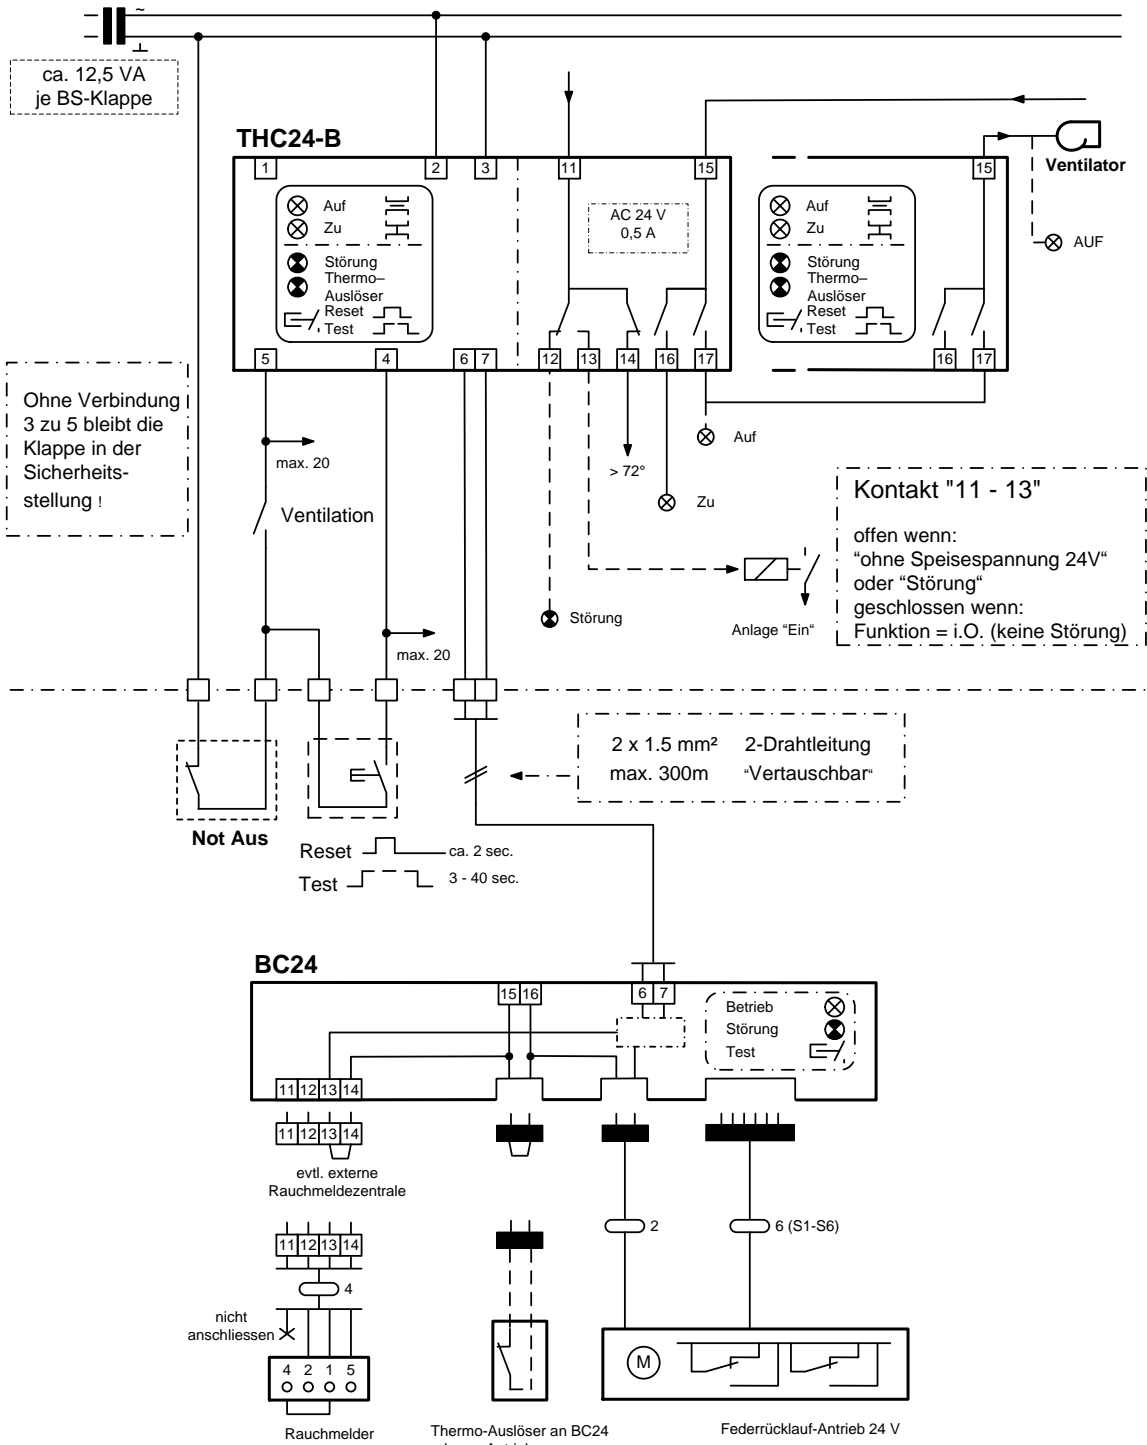 ~
⊥
ca. 12,5 VA
je BS-Klappe
THC24-B
1
2
3
11
15
15
Ventilator
AUF
Auf
Zu
Störung
Thermo–
Auslöser
Reset
Test
AC 24 V
0,5 A
Auf
Zu
Störung
Thermo–
Auslöser
Reset
Test
5
4
6
7
12
13
14
16
17
16
17
Ohne Verbindung
3 zu 5 bleibt die
Klappe in der
Sicherheits-
stellung !
max. 20
Ventilation
> 72°
Auf
Zu
Störung
max. 20
Anlage “Ein“
Kontakt "11 - 13"
offen wenn:
“ohne Speisespannung 24V“
oder “Störung“
geschlossen wenn:
Funktion = i.O. (keine Störung)
2 x 1.5 mm² 2-Drahtleitung
max. 300m “Vertauschbar“
Not Aus
Reset ca. 2 sec.
Test 3 - 40 sec.
BC24
15 16
6 7
Betrieb
Störung
Test
11 12 13 14
11 12 13 14
evtl. externe
Rauchmeldezentrale
11 12 13 14
4
2
6 (S1-S6)
nicht
anschliessen
4 2 1 5
M
Rauchmelder
Thermo-Auslöser an BC24
Federrücklauf-Antrieb 24 V